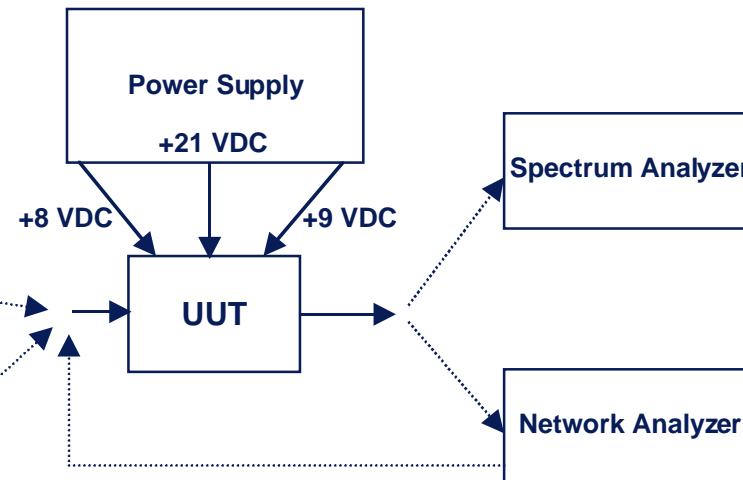 Power Supply
+21 VDC
Spectrum Analyzer
+8 VDC
+9 VDC
UUT
Network Analyzer